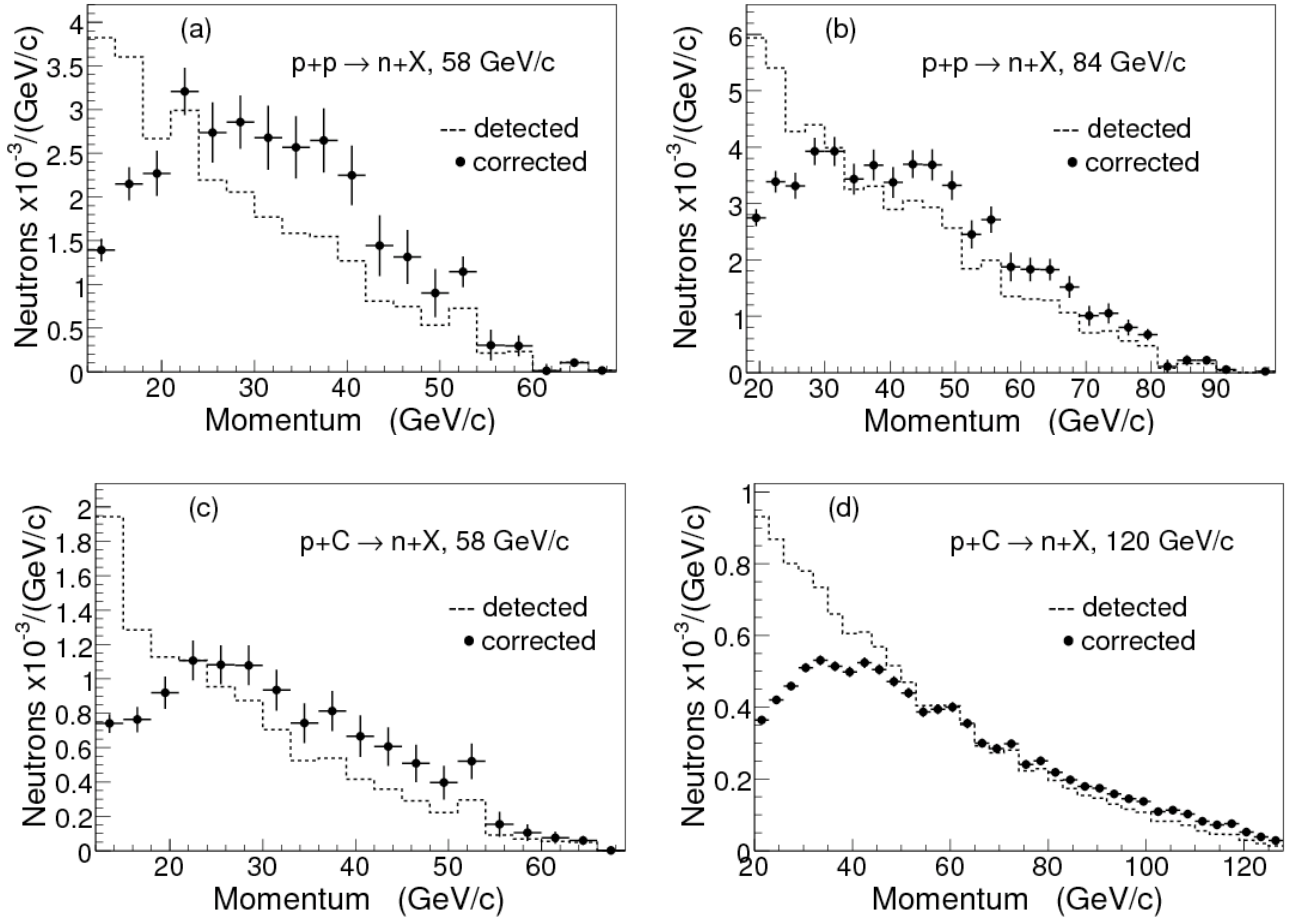 (a)
p+p → n+X, 58 GeV/c
detected
corrected
4
3.5
3
2.5
2
1.5
1
0.5
0
20 30 40 50 60
Momentum (GeV/c)
Neutrons x10⁻³/(GeV/c)
(b)
p+p → n+X, 84 GeV/c
detected
corrected
6
5
4
3
2
1
0
20 30 40 50 60 70 80 90
Momentum (GeV/c)
Neutrons x10⁻³/(GeV/c)
(c)
p+C → n+X, 58 GeV/c
detected
corrected
2
1.8
1.6
1.4
1.2
1
0.8
0.6
0.4
0.2
0
20 30 40 50 60
Momentum (GeV/c)
Neutrons x10⁻³/(GeV/c)
(d)
p+C → n+X, 120 GeV/c
detected
corrected
1
0.8
0.6
0.4
0.2
0
20 40 60 80 100 120
Momentum (GeV/c)
Neutrons x10⁻³/(GeV/c)